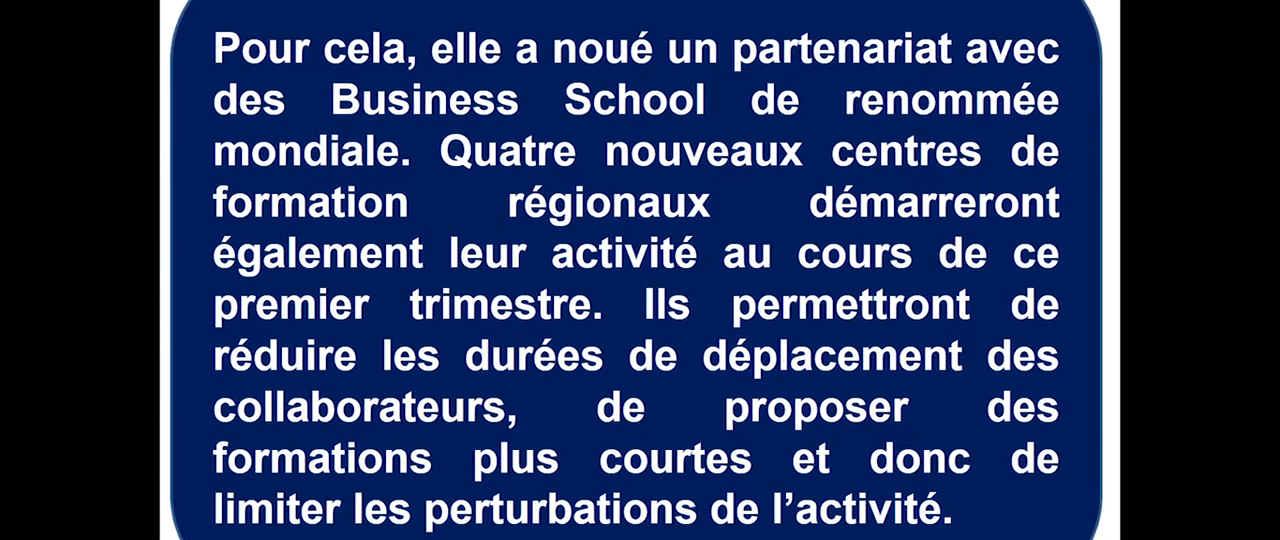 Pour cela, elle a noué un partenariat avec
des Business School de renommée
mondiale. Quatre nouveaux centres de
formation régionaux démarreront
également leur activité au cours de ce
premier trimestre. Ils permettront de
réduire les durées de déplacement des
collaborateurs, de proposer des
formations plus courtes et donc de
limiter les perturbations de l’activité.